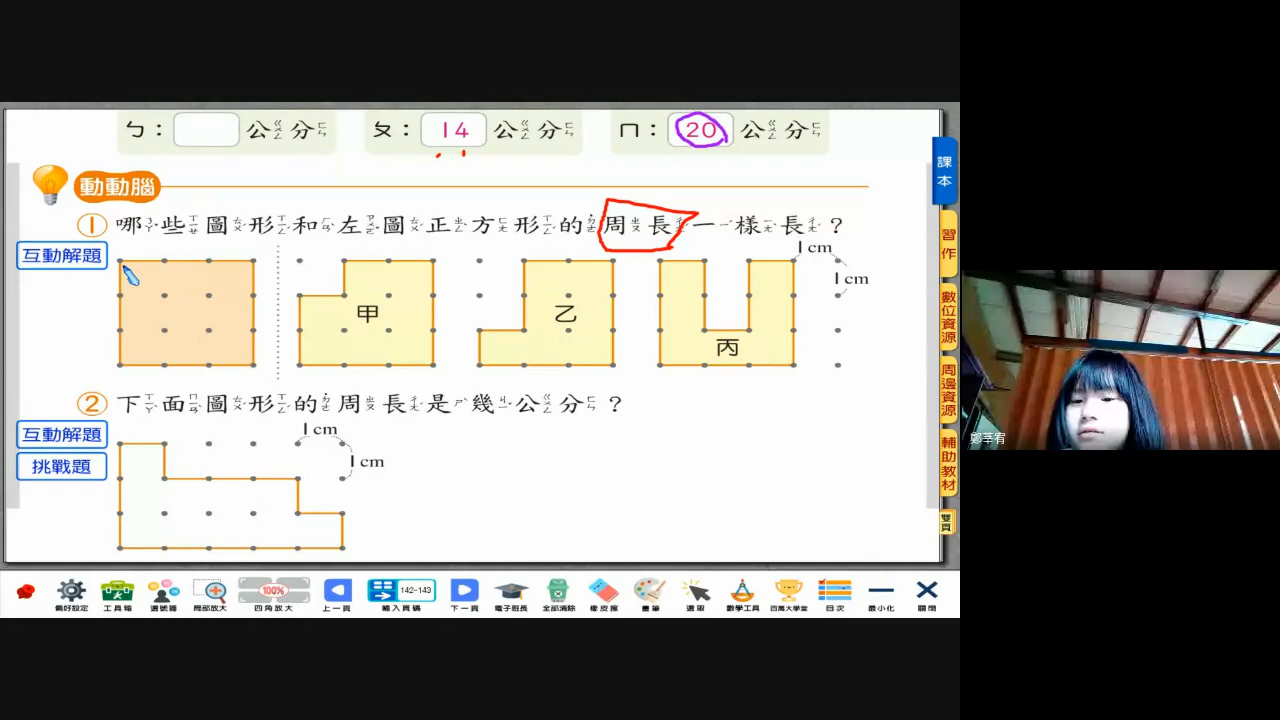 ㄅ： 公分 ㄆ： 14 公分 ㄇ： 20 公分
動動腦
① 哪些圖形和左圖正方形的周長一樣長？
互動解題
1 cm
1 cm
甲 乙 丙
② 下面圖形的周長是幾公分？
互動解題
挑戰題
1 cm
1 cm
課本
習作
數位資源
周邊資源
輔助教材
雙頁
鄭莘宥
100% 142-143
偏好設定 工具箱 選號器 局部放大 四角放大 上一頁 輸入頁碼 下一頁 電子班長 全部清除 橡皮擦 畫筆 選取 數學工具 百萬大學堂 目次 最小化 關閉